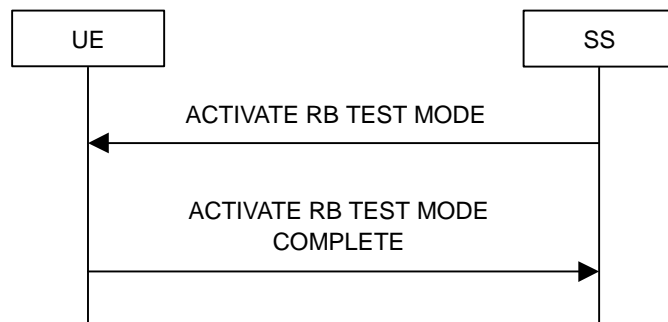 UE
SS
ACTIVATE RB TEST MODE
ACTIVATE RB TEST MODE
COMPLETE